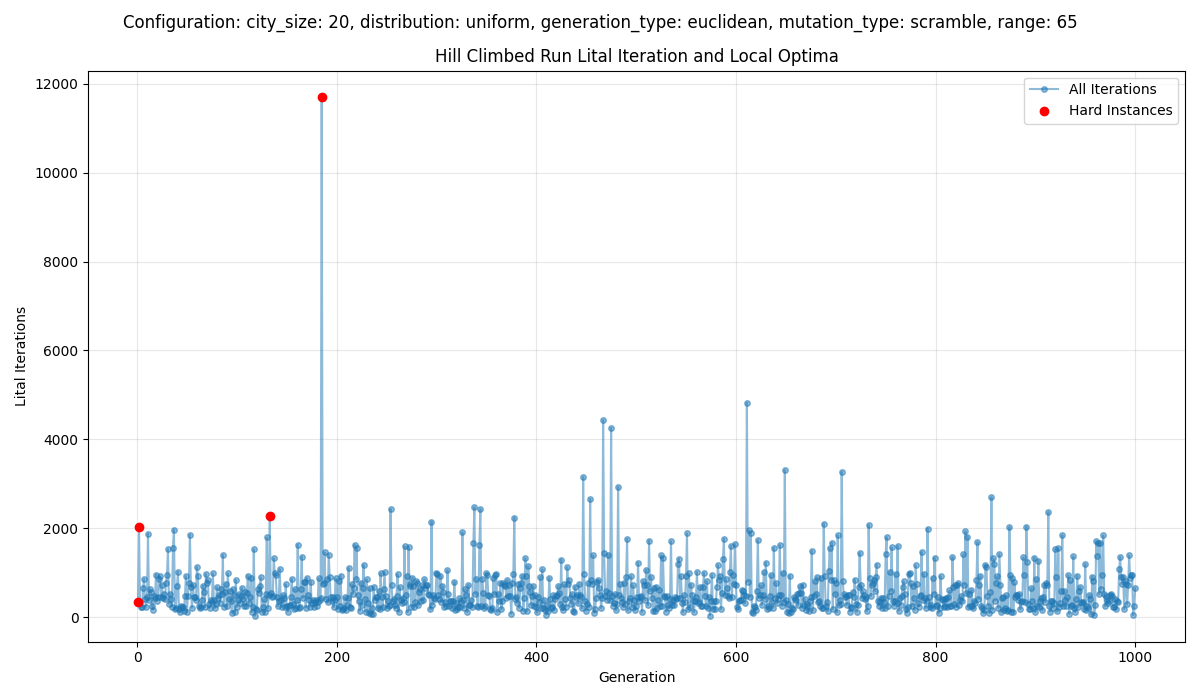 Configuration: city_size: 20, distribution: uniform, generation_type: euclidean, mutation_type: scramble, range: 65
Hill Climbed Run Lital Iteration and Local Optima
All Iterations
Hard Instances
12000
10000
8000
6000
4000
2000
0
Lital Iterations
0 200 400 600 800 1000
Generation